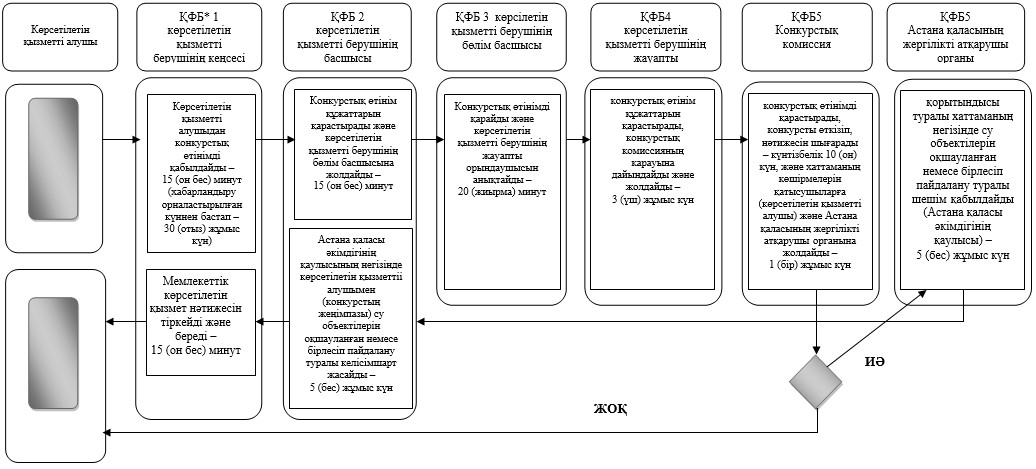 Көрсетілетін
қызметті алушы
ҚФБ* 1
көрсетілетін
қызметті
берушінің кеңсесі
ҚФБ 2
көрсетілетін
қызметті берушінің
басшысы
ҚФБ 3 көрсілетін
қызметті берушінің
бөлім басшысы
ҚФБ4
көрсетілетін
қызметті берушінің
жауапты
ҚФБ5
Конкурстық
комиссия
ҚФБ5
Астана қаласының
жергілікті атқарушы
органы
Көрсетілетін
қызметті
алушыдан
конкурстық
өтінімді
қабылдайды –
15 (он бес) минут
(хабарландыру
орналастырылған
күннен бастап –
30 (отыз) жұмыс
күн)
Конкурстық өтінім
құжаттарын
қарастырады және
көрсетілетін
қызметті берушінің
бөлім басшысына
жолдайды –
15 (он бес) минут
Конкурстық өтінімді
қарайды және
көрсетілетін
қызметті берушінің
жауапты
орындаушысын
анықтайды –
20 (жиырма) минут
конкурстық өтінім
құжаттарын
қарастырады,
конкурстық
комиссияның
қарауына
дайындайды және
жолдайды –
3 (үш) жұмыс күн
конкурстық өтінімді
қарастырады,
конкурсты өткізіп,
нәтижесін шығарады
– күнтізбелік 10 (он)
күн, және хаттаманың
көшірмелерін
қатысушыларға
(көрсетілетін қызметті
алушы) және Астана
қаласының жергілікті
атқарушы органына
жолдайды –
1 (бір) жұмыс күн
қорытындысы
туралы хаттаманың
негізінде су
объектілерін
оқшауланған
немесе бірлесіп
пайдалану туралы
шешім қабылдайды
(Астана қаласы
әкімдігінің
қаулысы) –
5 (бес) жұмыс күн
Мемлекеттік
көрсетілетін
қызмет нәтижесін
тіркейді және
береді –
15 (он бес) минут
Астана қаласы
әкімдігінің
қаулысының негізінде
көрсетілетін қызметтіі
алушымен
(конкурстың
жеңімпазы) су
объектілерін
оқшауланған немесе
бірлесіп пайдалану
туралы келісімшарт
жасайды –
5 (бес) жұмыс күн
ИӘ
ЖОҚ